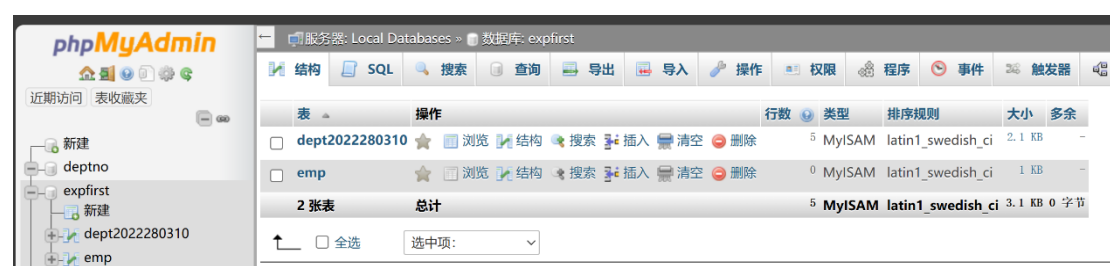 phpMyAdmin
近期访问 表收藏夹
新建
deptno
expfirst
新建
dept2022280310
emp
服务器: Local Databases » 数据库: expfirst
结构 SQL 搜索 查询 导出 导入 操作 权限 程序 事件 触发器
表 操作 行数 类型 排序规则 大小 多余
dept2022280310 浏览 结构 搜索 插入 清空 删除 5 MyISAM latin1_swedish_ci 2.1 KB -
emp 浏览 结构 搜索 插入 清空 删除 0 MyISAM latin1_swedish_ci 1 KB -
2 张表 总计 5 MyISAM latin1_swedish_ci 3.1 KB 0 字节
全选 选中项: